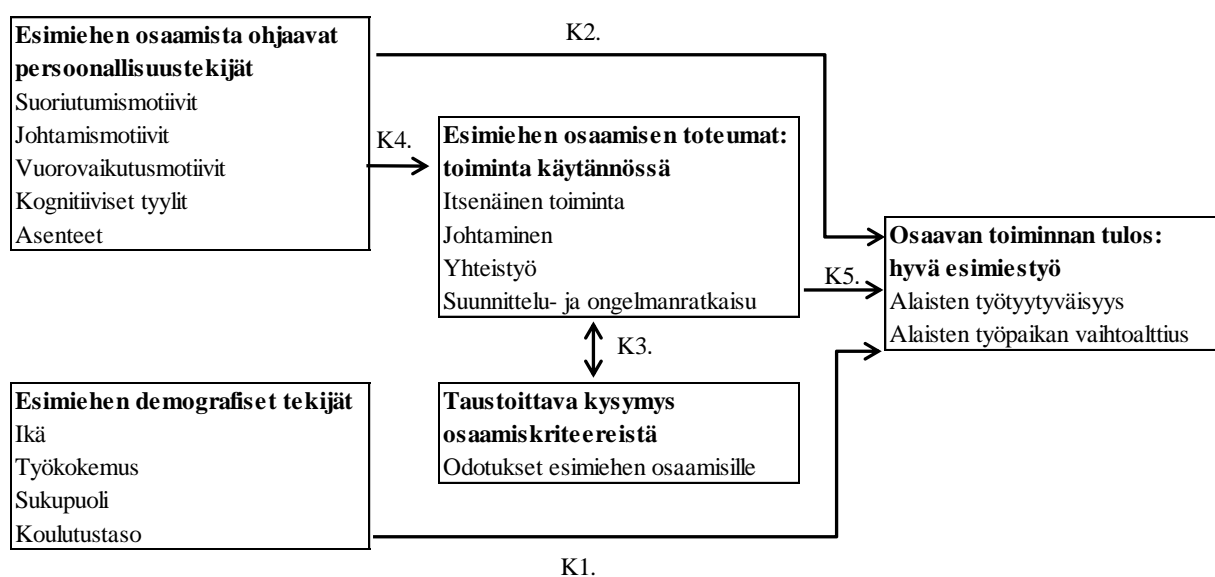 Esimiehen osaamista ohjaavat
persoonallisuustekijät
Suoriutumismotiivit
Johtamismotiivit
Vuorovaikutusmotiivit
Kognitiiviset tyylit
Asenteet
K2.
K4.
Esimiehen osaamisen toteumat:
toiminta käytännössä
Itsenäinen toiminta
Johtaminen
Yhteistyö
Suunnittelu- ja ongelmanratkaisu
K5.
Osaavan toiminnan tulos:
hyvä esimiestyö
Alaisten työtyytyväisyys
Alaisten työpaikan vaihtoalttius
K3.
Esimiehen demografiset tekijät
Ikä
Työkokemus
Sukupuoli
Koulutustaso
Taustoittava kysymys
osaamiskriteereistä
Odotukset esimiehen osaamisille
K1.